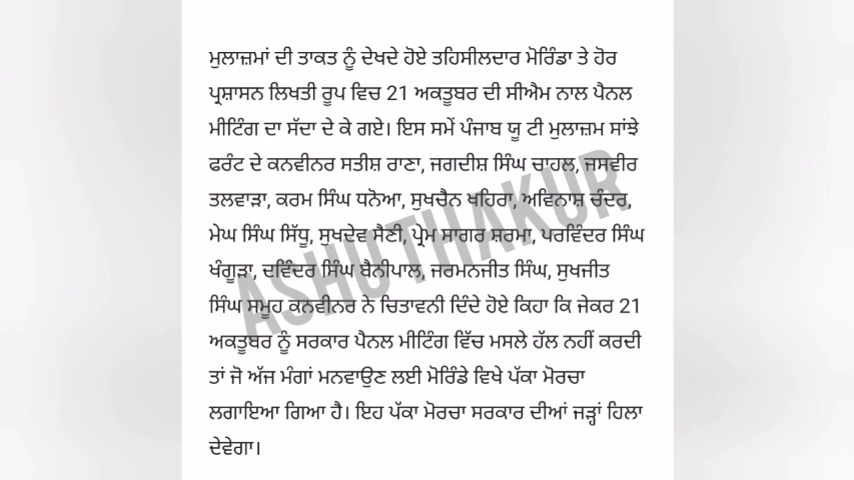 ਮੁਲਾਜ਼ਮਾਂ ਦੀ ਤਾਕਤ ਨੂੰ ਦੇਖਦੇ ਹੋਏ ਤਹਿਸੀਲਦਾਰ ਮੋਰਿੰਡਾ ਤੇ ਹੋਰ
ਪ੍ਰਸ਼ਾਸਨ ਲਿਖਤੀ ਰੂਪ ਵਿਚ 21 ਅਕਤੂਬਰ ਦੀ ਸੀਐਮ ਨਾਲ ਪੈਨਲ
ਮੀਟਿੰਗ ਦਾ ਸੱਦਾ ਦੇ ਕੇ ਗਏ। ਇਸ ਸਮੇਂ ਪੰਜਾਬ ਯੂ ਟੀ ਮੁਲਾਜ਼ਮ ਸਾਂਝੇ
ਫਰੰਟ ਦੇ ਕਨਵੀਨਰ ਸਤੀਸ਼ ਰਾਣਾ, ਜਗਦੀਸ਼ ਸਿੰਘ ਚਾਹਲ, ਜਸਵੀਰ
ਤਲਵਾੜਾ, ਕਰਮ ਸਿੰਘ ਧਨੋਆ, ਸੁਖਚੈਨ ਖਹਿਰਾ, ਅਵਿਨਾਸ਼ ਚੰਦਰ,
ਮੇਘ ਸਿੰਘ ਸਿੱਧੂ, ਸੁਖਦੇਵ ਸੈਣੀ, ਪ੍ਰੇਮ ਸਾਗਰ ਸ਼ਰਮਾ, ਪਰਵਿੰਦਰ ਸਿੰਘ
ਖੰਗੂੜਾ, ਦਵਿੰਦਰ ਸਿੰਘ ਬੈਨੀਪਾਲ, ਜਰਮਨਜੀਤ ਸਿੰਘ, ਸੁਖਜੀਤ
ਸਿੰਘ ਸਮੂਹ ਕਨਵੀਨਰ ਨੇ ਚਿਤਾਵਨੀ ਦਿੰਦੇ ਹੋਏ ਕਿਹਾ ਕਿ ਜੇਕਰ 21
ਅਕਤੂਬਰ ਨੂੰ ਸਰਕਾਰ ਪੈਨਲ ਮੀਟਿੰਗ ਵਿੱਚ ਮਸਲੇ ਹੱਲ ਨਹੀਂ ਕਰਦੀ
ਤਾਂ ਜੋ ਅੱਜ ਮੰਗਾਂ ਮਨਵਾਉਣ ਲਈ ਮੋਰਿੰਡੇ ਵਿਖੇ ਪੱਕਾ ਮੋਰਚਾ
ਲਗਾਇਆ ਗਿਆ ਹੈ। ਇਹ ਪੱਕਾ ਮੋਰਚਾ ਸਰਕਾਰ ਦੀਆਂ ਜੜ੍ਹਾਂ ਹਿਲਾ
ਦੇਵੇਗਾ।
ASHUTHAKUR